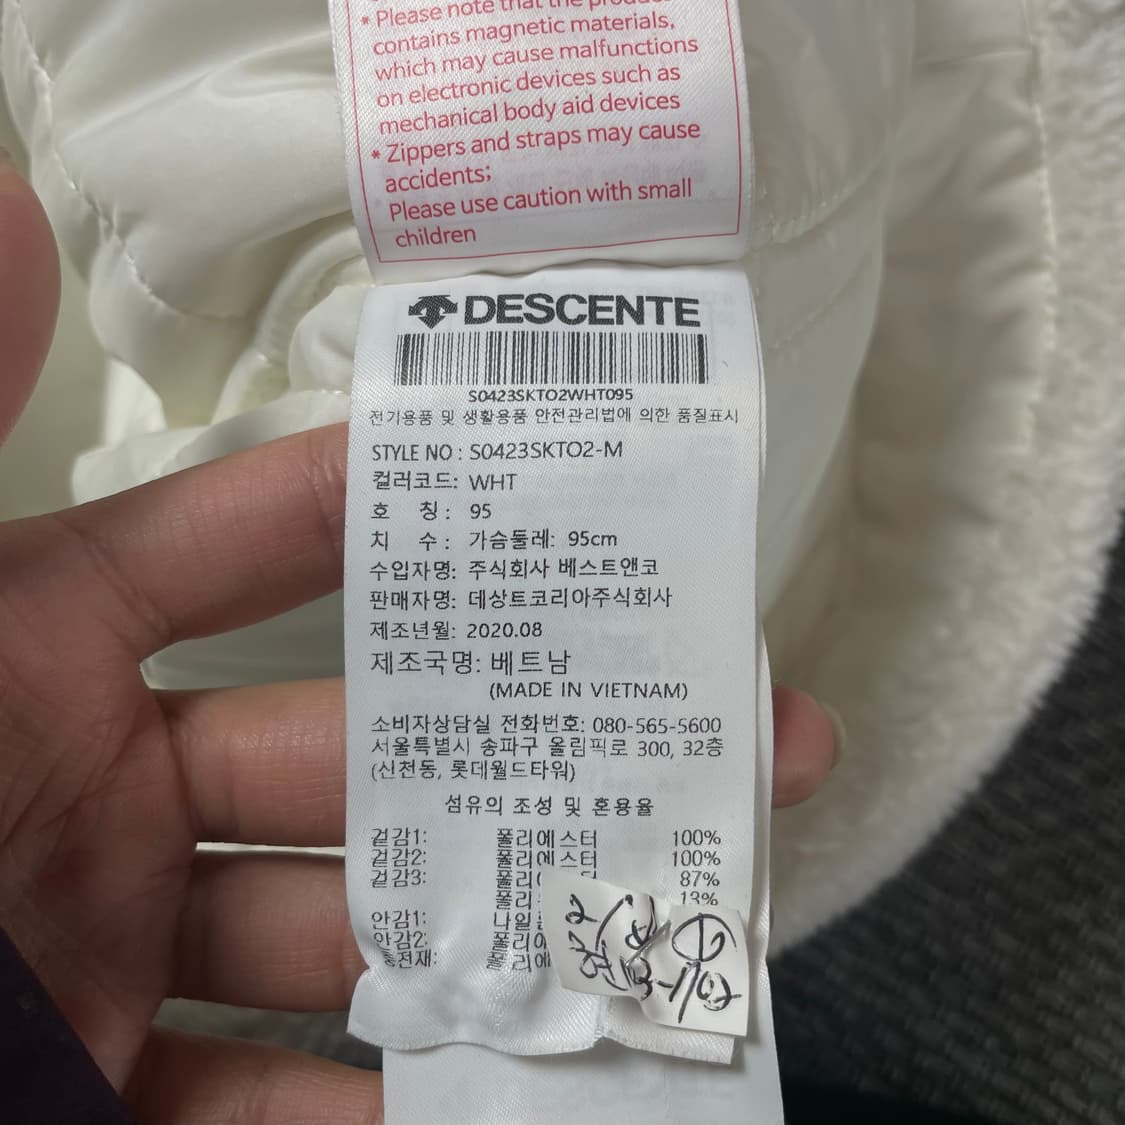 * Please note that the product
contains magnetic materials,
which may cause malfunctions
on electronic devices such as
mechanical body aid devices
* Zippers and straps may cause
accidents;
Please use caution with small
children
DESCENTE
S0423SKTO2WHT095
전기용품 및 생활용품 안전관리법에 의한 품질표시
STYLE NO : S0423SKTO2-M
컬러코드: WHT
호 칭 : 95
치 수 : 가슴둘레: 95cm
수입자명: 주식회사 베스트앤코
판매자명: 데상트코리아주식회사
제조년월: 2020.08
제조국명: 베트남
(MADE IN VIETNAM)
소비자상담실 전화번호: 080-565-5600
서울특별시 송파구 올림픽로 300, 32층
(신천동, 롯데월드타워)
섬유의 조성 및 혼용율
겉감1: 폴리에스터 100%
겉감2: 폴리에스터 100%
겉감3: 87%
13%
안감1:
안감2:
충전재: